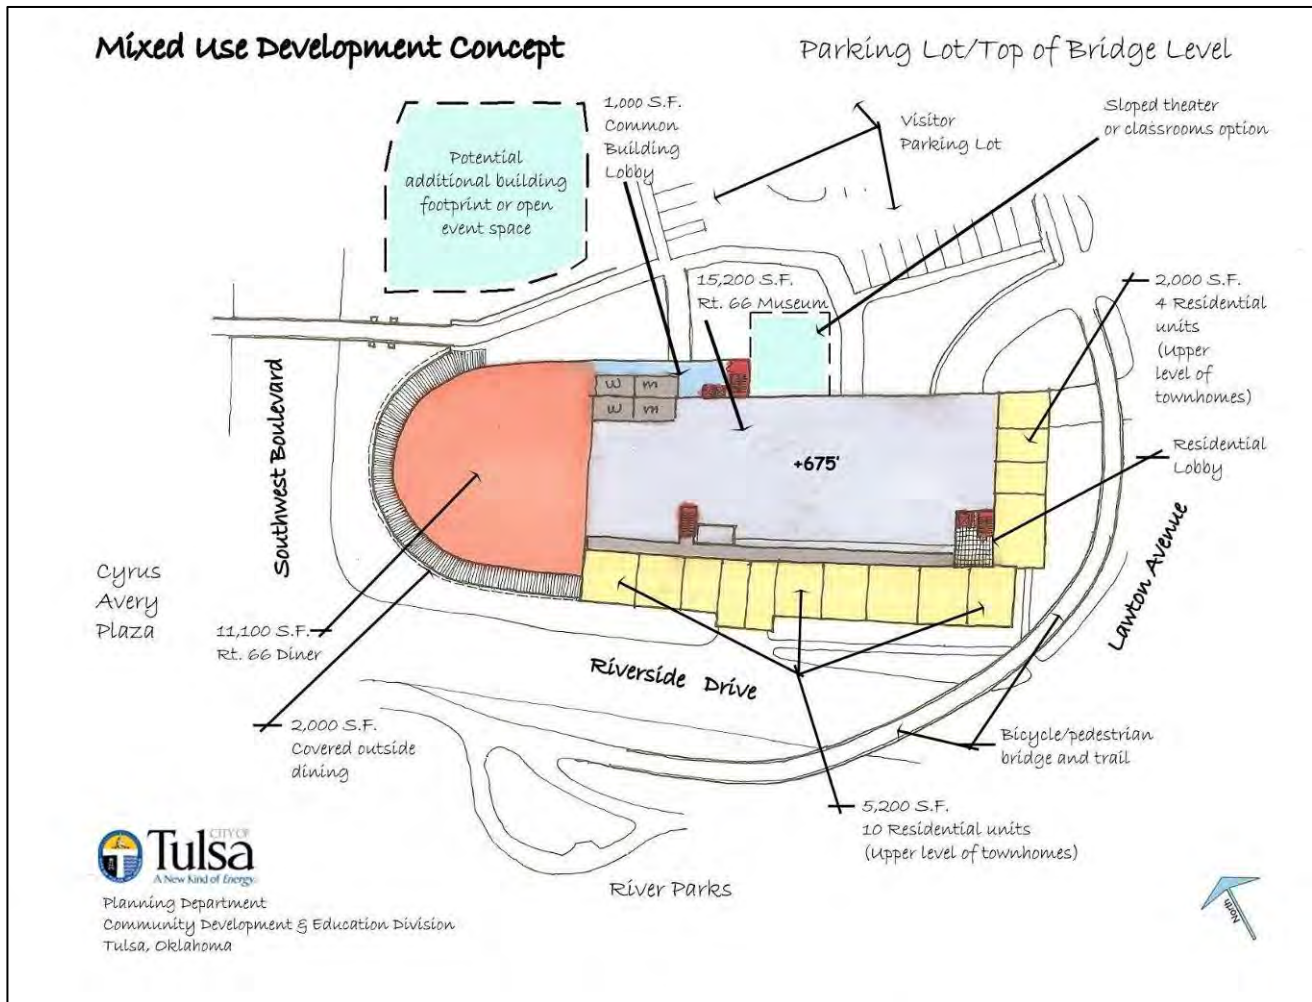 Mixed Use Development Concept
Parking Lot/Top of Bridge Level
Potential
additional building
footprint or open
event space
1,000 S.F.
Common
Building
Lobby
Visitor
Parking Lot
Sloped theater
or classrooms option
15,200 S.F.
Rt. 66 Museum
2,000 S.F.
4 Residential
units
(Upper
level of
townhomes)
Residential
Lobby
w m
w m
+675'
Southwest Boulevard
Cyrus
Avery
Plaza
11,100 S.F.
Rt. 66 Diner
Riverside Drive
Lawton Avenue
2,000 S.F.
Covered outside
dining
Bicycle/pedestrian
bridge and trail
5,200 S.F.
10 Residential units
(Upper level of townhomes)
River Parks
CITY OF
Tulsa
A New Kind of Energy.
Planning Department
Community Development & Education Division
Tulsa, Oklahoma
North